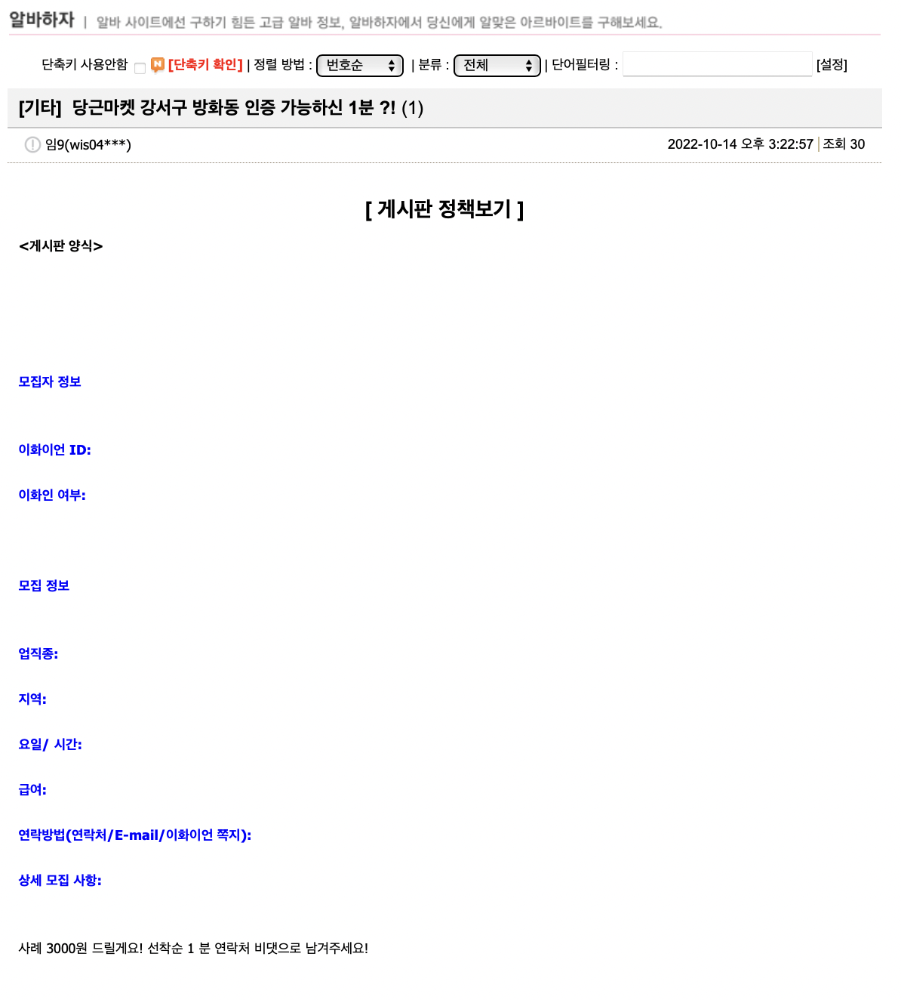 알바하자 | 알바 사이트에선 구하기 힘든 고급 알바 정보, 알바하자에서 당신에게 알맞은 아르바이트를 구해보세요.
단축키 사용안함 N [단축키 확인] | 정렬 방법 : 번호순 | 분류 : 전체 | 단어필터링 : [설정]
[기타] 당근마켓 강서구 방화동 인증 가능하신 1분 ?! (1)
임9(wis04***) 2022-10-14 오후 3:22:57 | 조회 30
[ 게시판 정책보기 ]
<게시판 양식>
모집자 정보
이화이언 ID:
이화인 여부:
모집 정보
업직종:
지역:
요일/ 시간:
급여:
연락방법(연락처/E-mail/이화이언 쪽지):
상세 모집 사항:
사례 3000원 드릴게요! 선착순 1 분 연락처 비댓으로 남겨주세요!